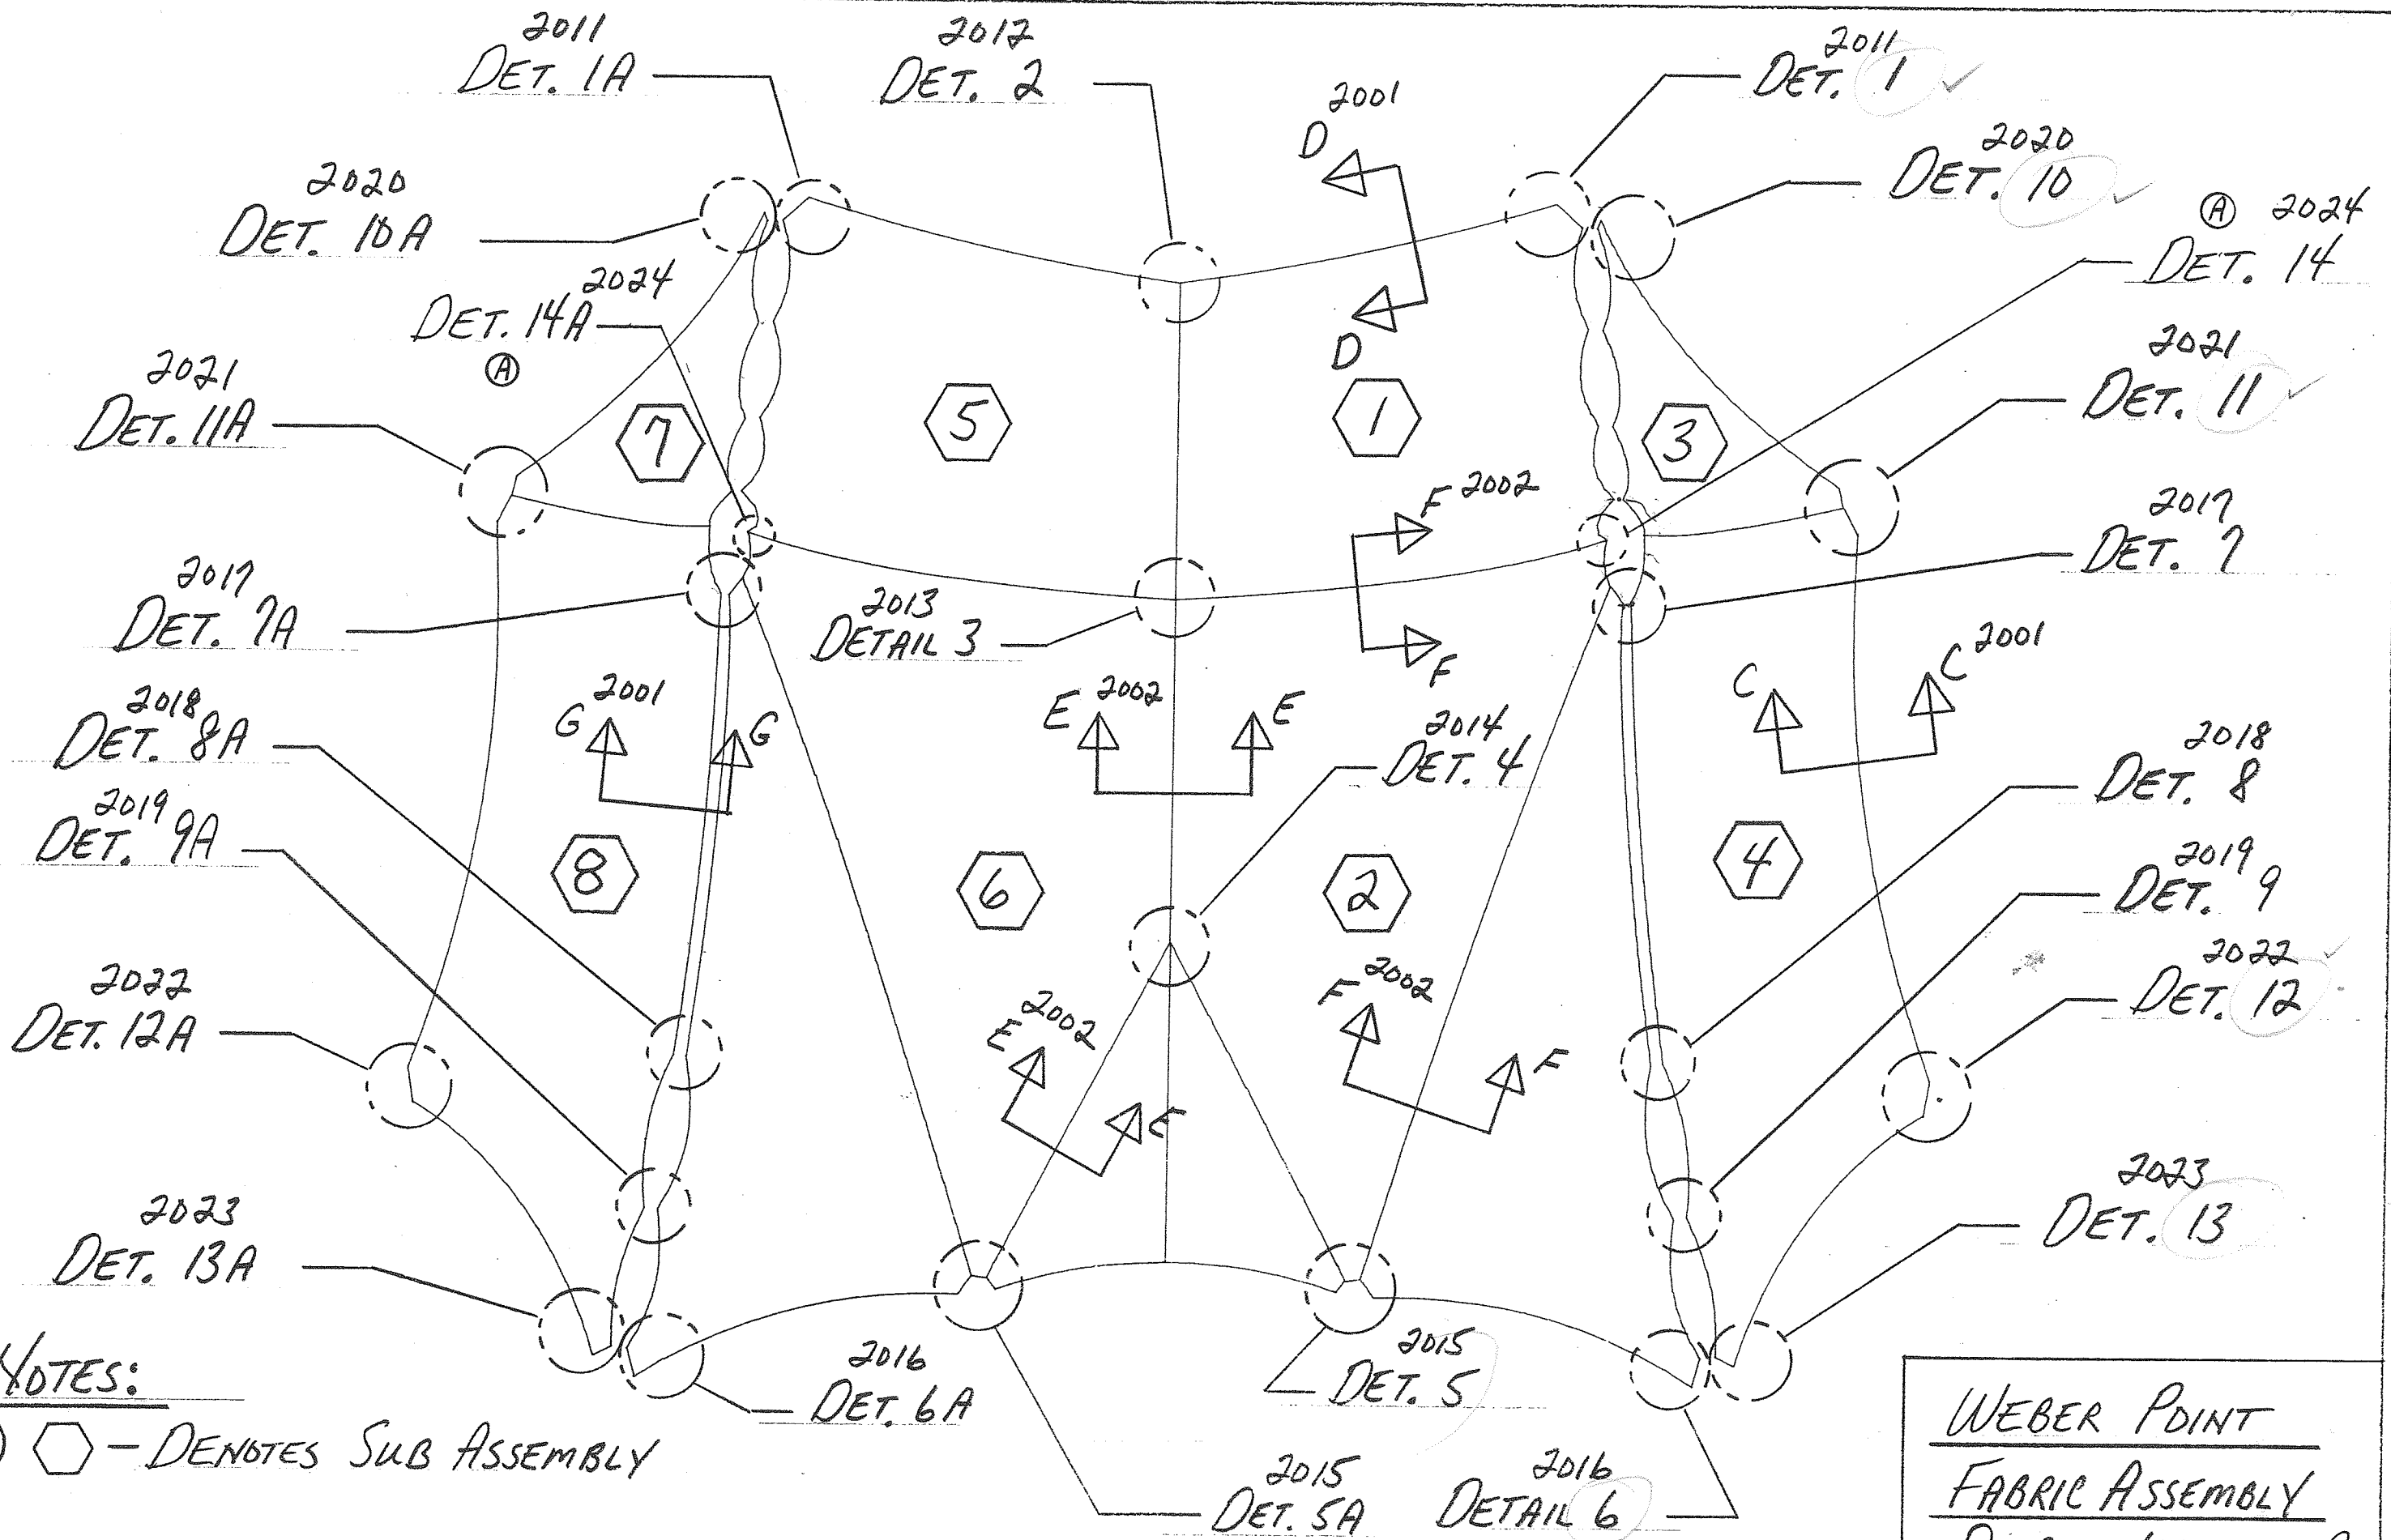 2011
DET. 1A
2012
DET. 2
2011
DET. 1
2001
D
D
2020
DET. 10
2020
DET. 10A
Ⓐ 2024
DET. 14
2024
DET. 14A
Ⓐ
2021
DET. 11
2021
DET. 11A
7
5
1
3
F 2002
F
2017
DET. 7
2017
DET. 7A
2013
DETAIL 3
C
C 2001
2018
DET. 8A
G 2001
G
E 2002
E
2014
DET. 4
2018
DET. 8
2019
DET. 9A
2019
DET. 9
8
6
2
4
2022
DET. 12
2022
DET. 12A
E 2002
E
F 2002
F
2023
DET. 13
2023
DET. 13A
2016
DET. 6A
2015
DET. 5
NOTES:
- DENOTES SUB ASSEMBLY
2015
DET. 5A
2016
DETAIL 6
WEBER POINT
FABRIC ASSEMBLY